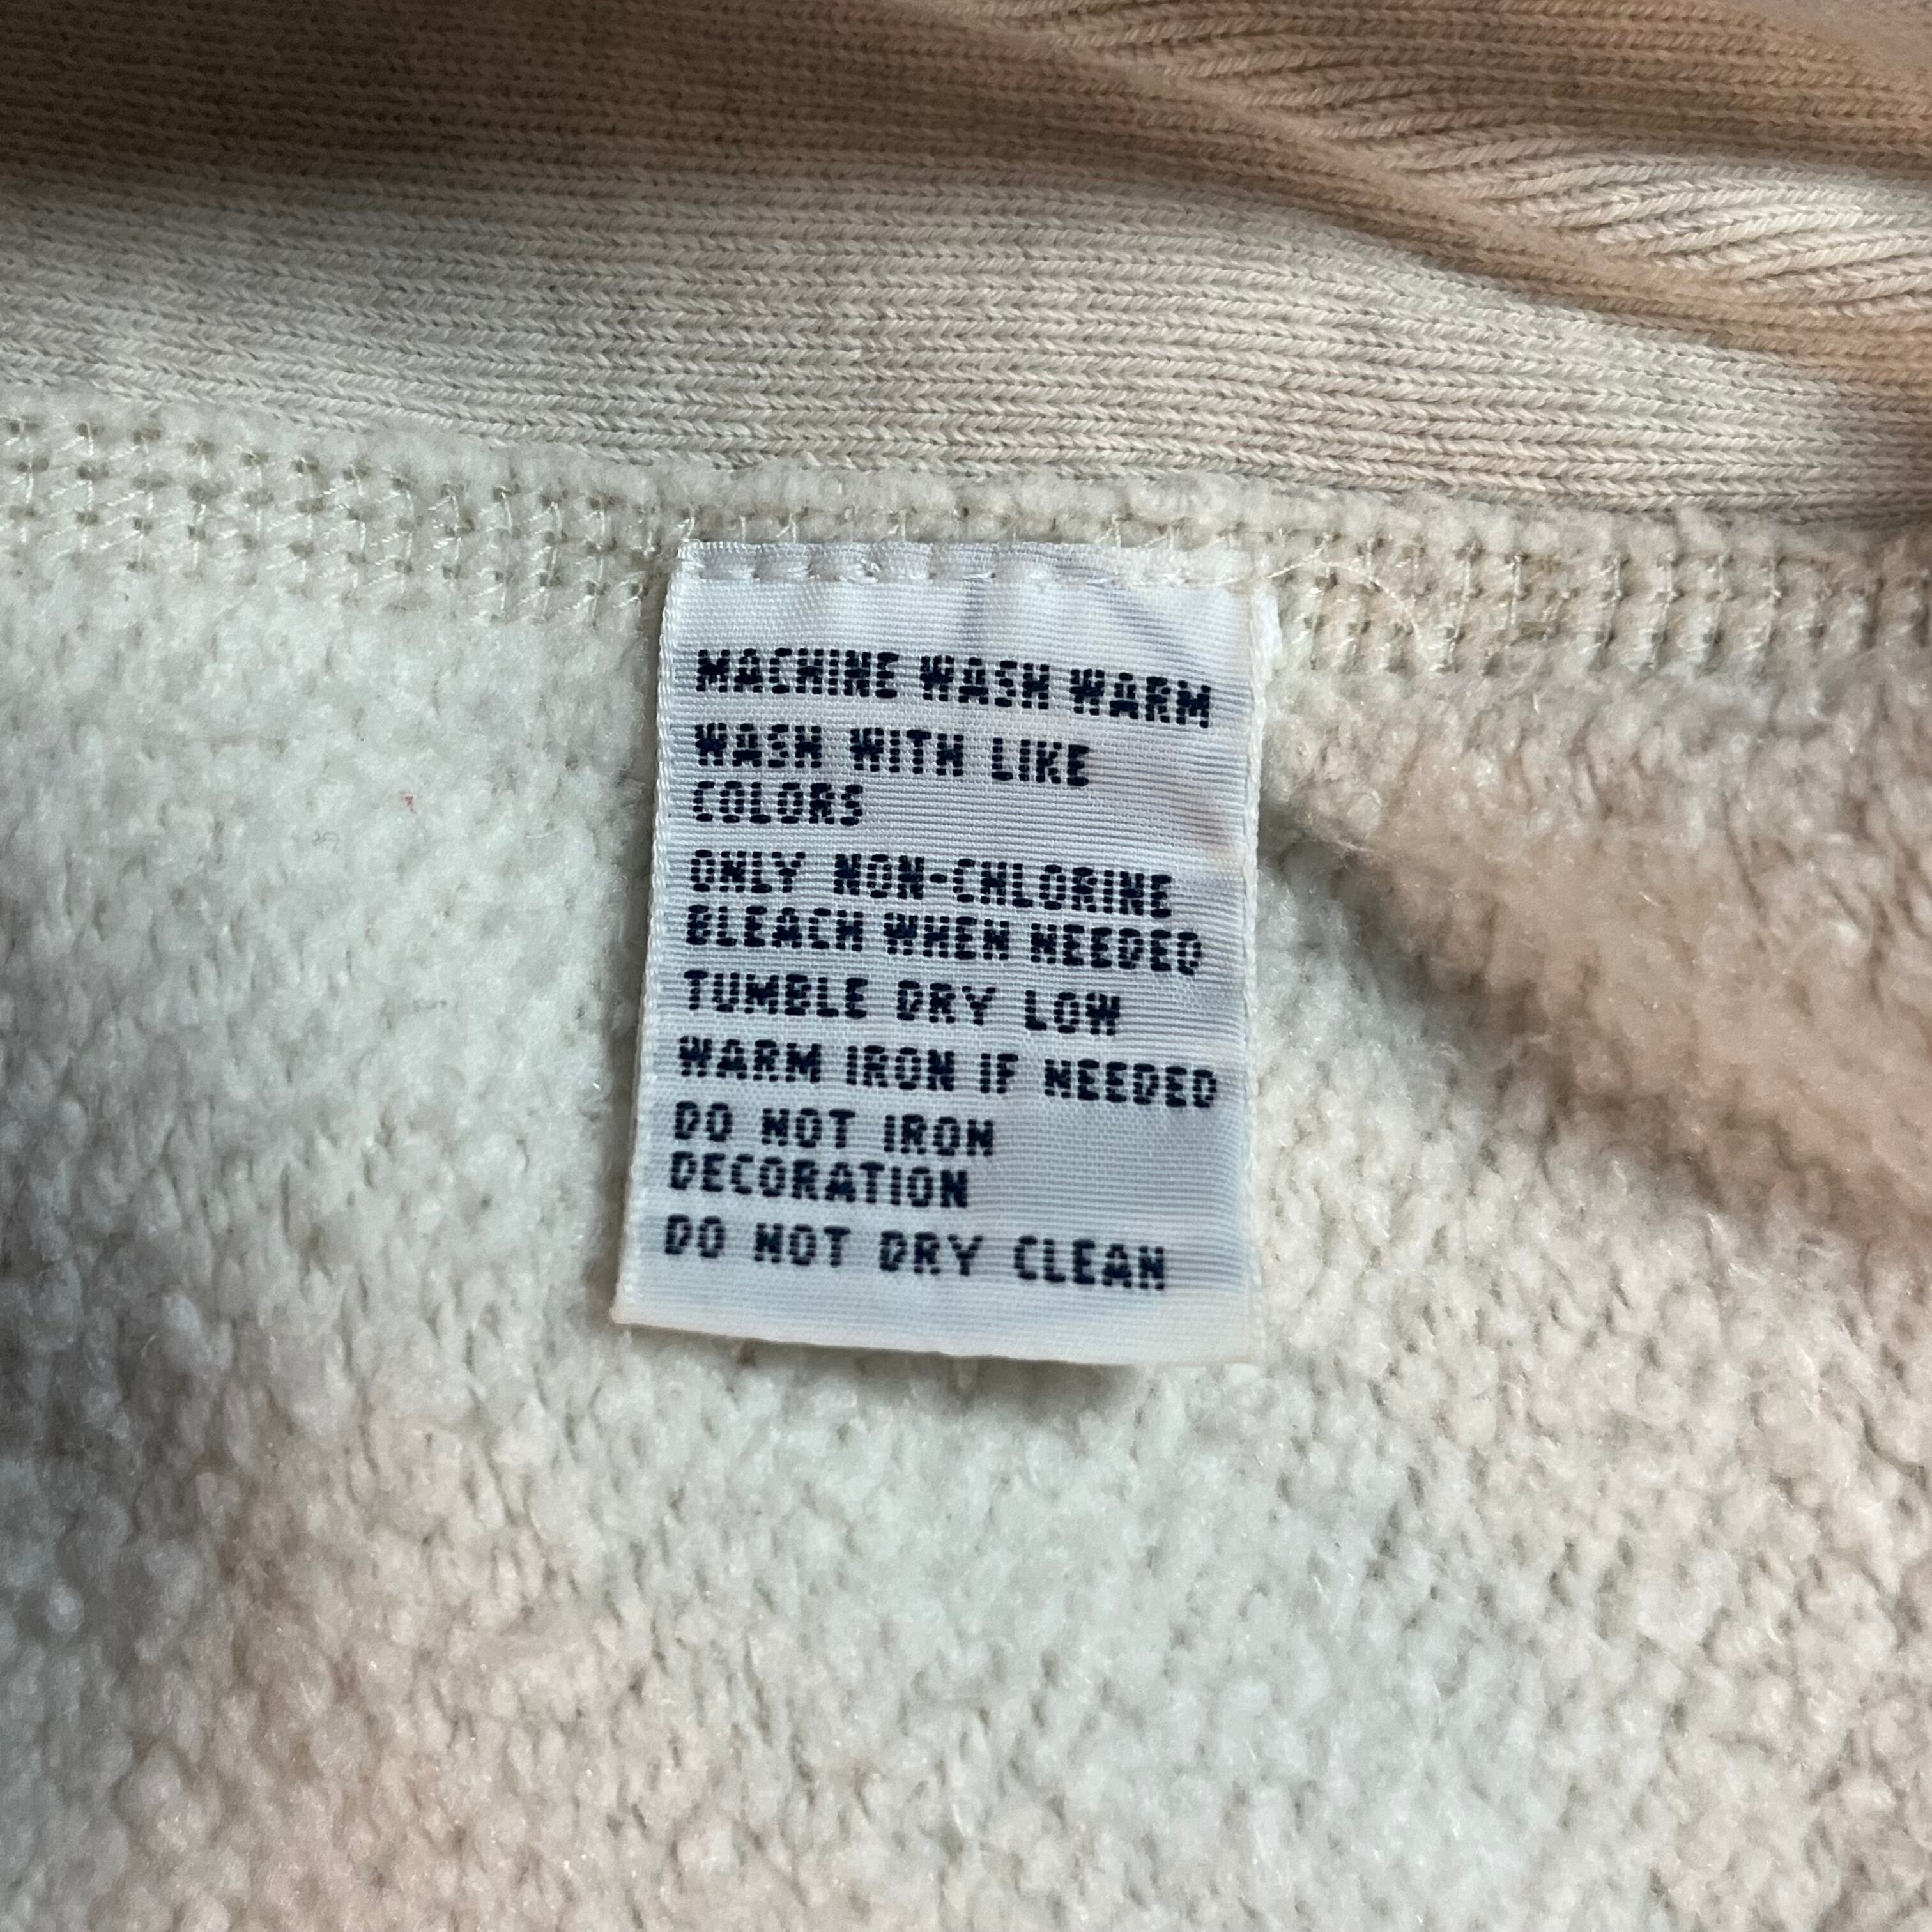 MACHINE WASH WARM
WASH WITH LIKE
COLORS
ONLY NON-CHLORINE
BLEACH WHEN NEEDED
TUMBLE DRY LOW
WARM IRON IF NEEDED
DO NOT IRON
DECORATION
DO NOT DRY CLEAN